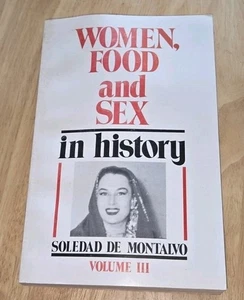 WOMEN,
FOOD
and
SEX
in history
SOLEDAD DE MONTALVO
VOLUME III